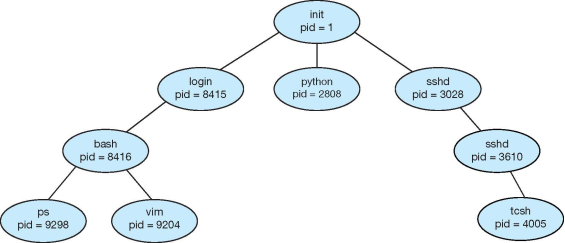 init
pid = 1
login
pid = 8415
python
pid = 2808
sshd
pid = 3028
bash
pid = 8416
sshd
pid = 3610
ps
pid = 9298
vim
pid = 9204
tcsh
pid = 4005